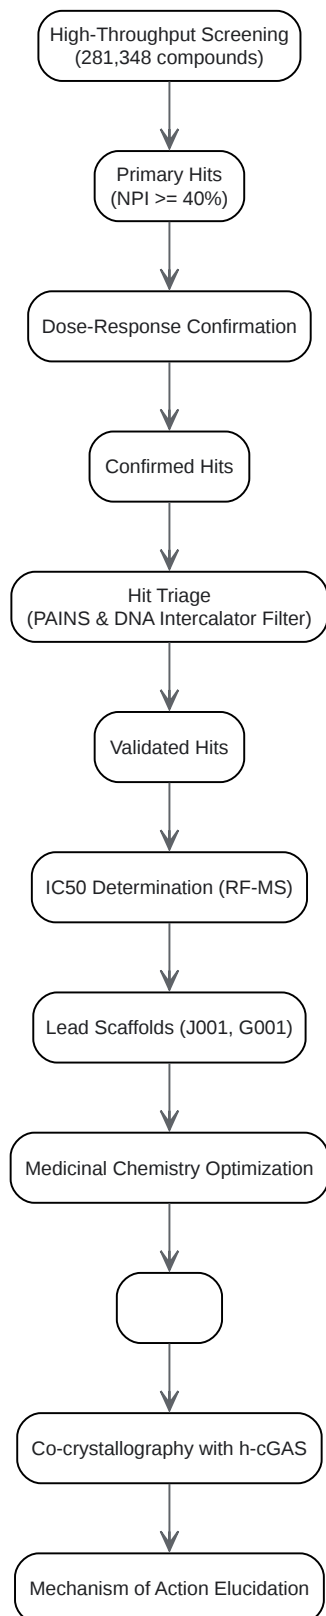 High-Throughput Screening
(281,348 compounds)
Primary Hits
(NPI >= 40%)
Dose-Response Confirmation
Confirmed Hits
Hit Triage
(PAINS & DNA Intercalator Filter)
Validated Hits
IC50 Determination (RF-MS)
Lead Scaffolds (J001, G001)
Medicinal Chemistry Optimization
Co-crystallography with h-cGAS
Mechanism of Action Elucidation